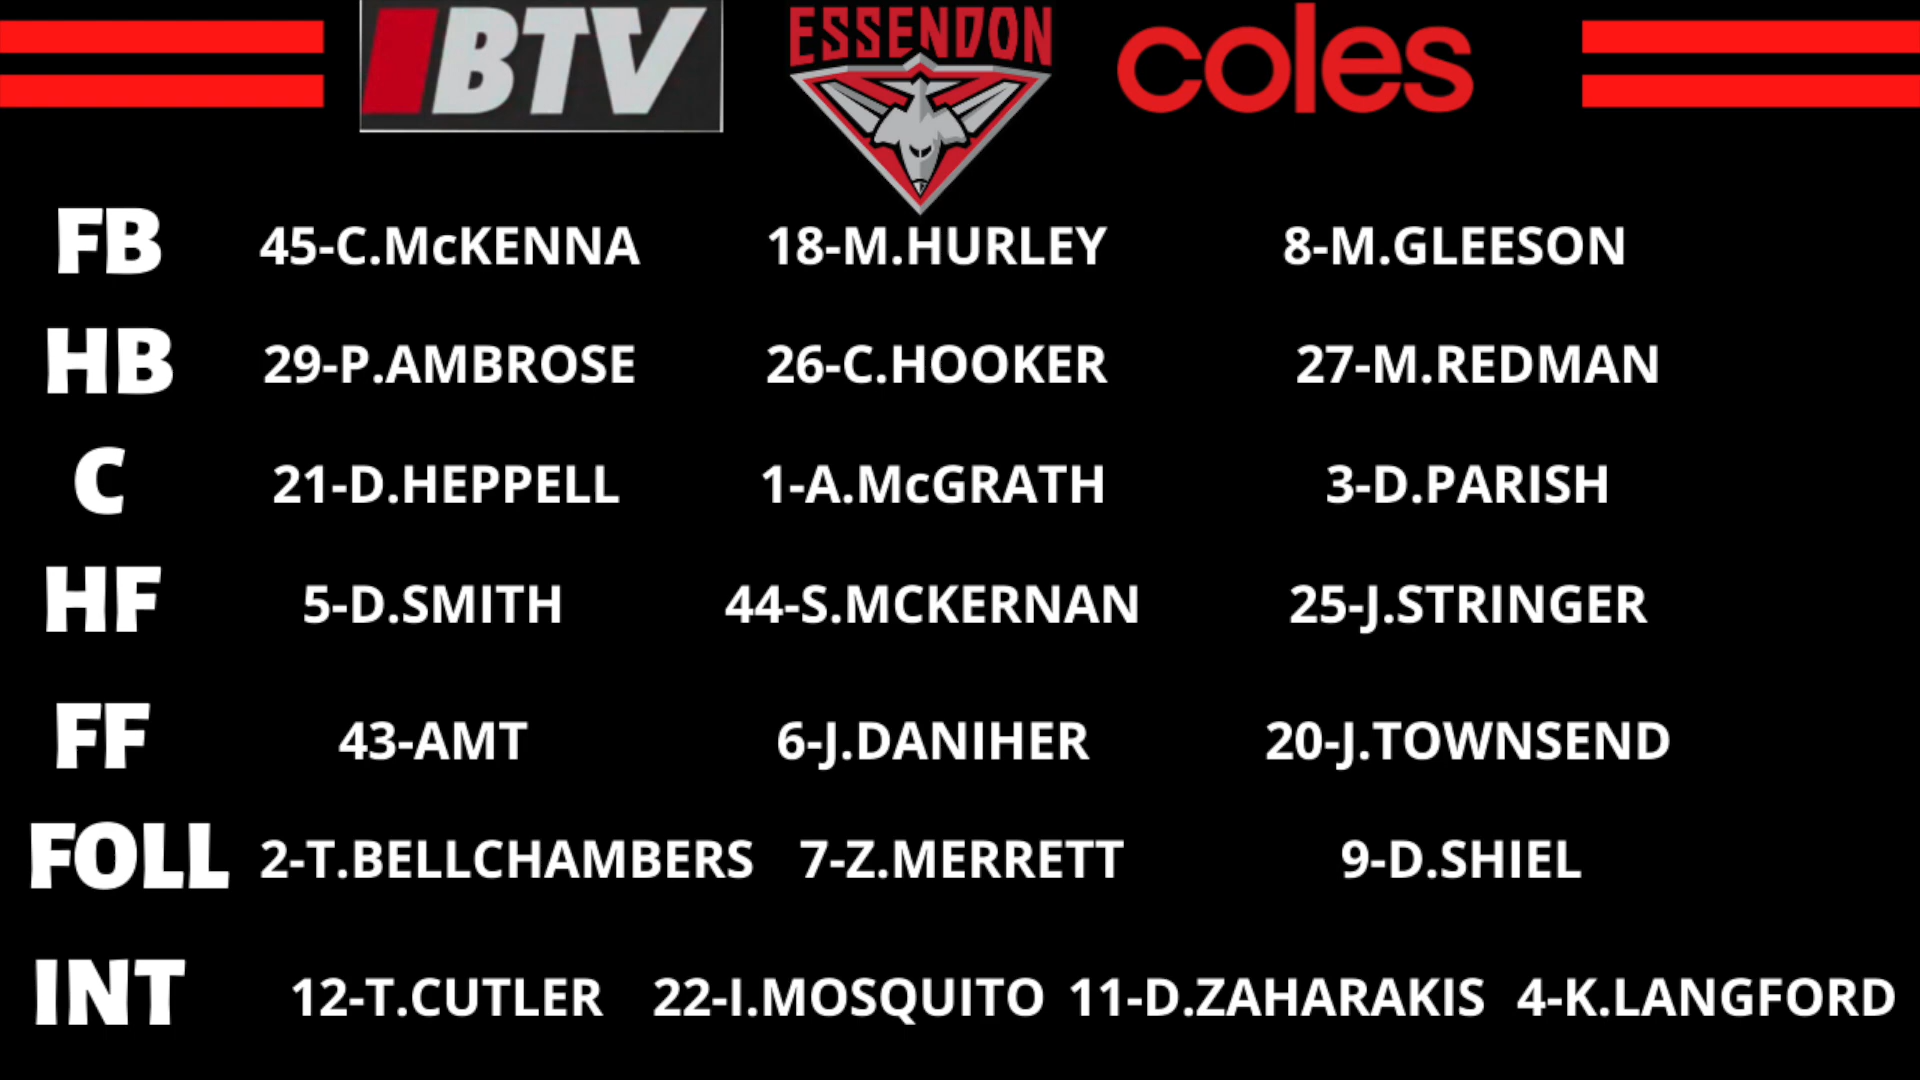 BTV ESSENDON coles
FB 45-C.McKENNA 18-M.HURLEY 8-M.GLEESON
HB 29-P.AMBROSE 26-C.HOOKER 27-M.REDMAN
C 21-D.HEPPELL 1-A.McGRATH 3-D.PARISH
HF 5-D.SMITH 44-S.MCKERNAN 25-J.STRINGER
FF 43-AMT 6-J.DANIHER 20-J.TOWNSEND
FOLL 2-T.BELLCHAMBERS 7-Z.MERRETT 9-D.SHIEL
INT 12-T.CUTLER 22-I.MOSQUITO 11-D.ZAHARAKIS 4-K.LANGFORD